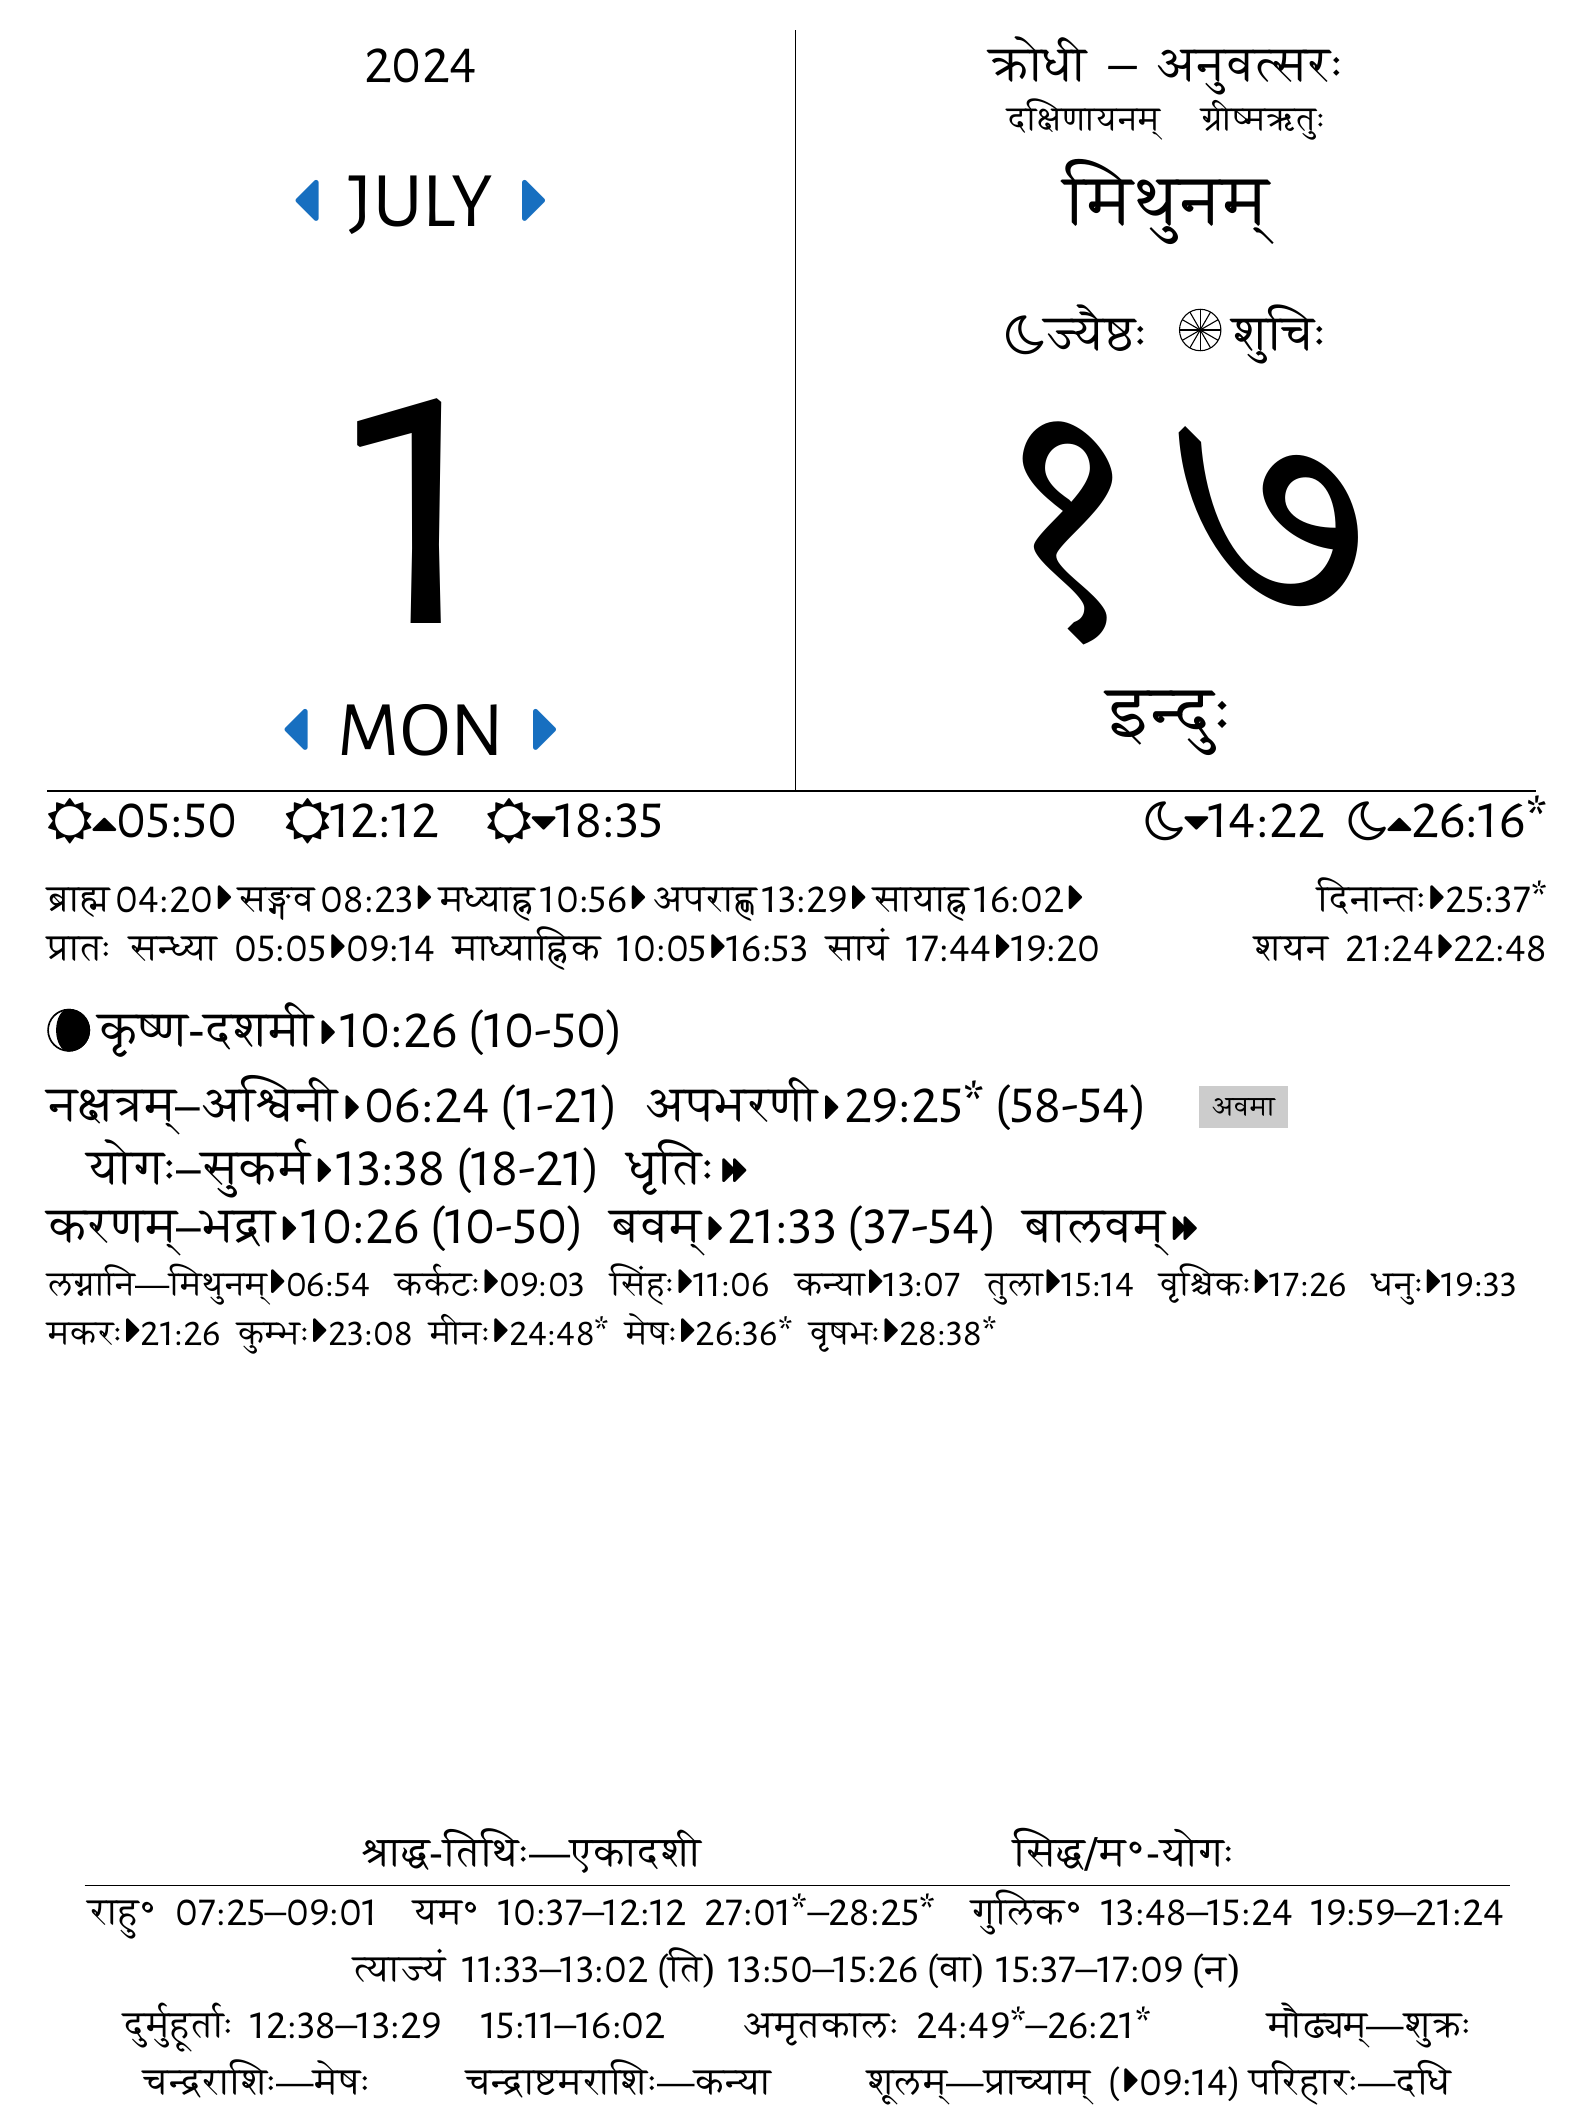 2024
JULY
1
MON
क्रोधी – अनुवत्सरः
दक्षिणायनम् ग्रीष्मऋतुः
मिथुनम्
ज्यैष्ठः शुचिः
१७
इन्दुः
05:50 12:12 18:35 14:22 26:16*
ब्राह्म 04:20 सङ्गव 08:23 मध्याह्न 10:56 अपराह्ण 13:29 सायाह्न 16:02 दिनान्तः 25:37*
प्रातः सन्ध्या 05:05 09:14 माध्याह्निक 10:05 16:53 सायं 17:44 19:20 शयन 21:24 22:48
कृष्ण-दशमी 10:26 (10-50)
नक्षत्रम्–अश्विनी 06:24 (1-21) अपभरणी 29:25* (58-54) अवमा
योगः–सुकर्म 13:38 (18-21) धृतिः
करणम्–भद्रा 10:26 (10-50) बवम् 21:33 (37-54) बालवम्
लग्नानि—मिथुनम् 06:54 कर्कटः 09:03 सिंहः 11:06 कन्या 13:07 तुला 15:14 वृश्चिकः 17:26 धनुः 19:33
मकरः 21:26 कुम्भः 23:08 मीनः 24:48* मेषः 26:36* वृषभः 28:38*
श्राद्ध-तिथिः—एकादशी सिद्ध/म॰-योगः
राहु॰ 07:25–09:01 यम॰ 10:37–12:12 27:01*–28:25* गुलिक॰ 13:48–15:24 19:59–21:24
त्याज्यं 11:33–13:02 (ति) 13:50–15:26 (वा) 15:37–17:09 (न)
दुर्मुहूर्ताः 12:38–13:29 15:11–16:02 अमृतकालः 24:49*–26:21* मौढ्यम्—शुक्रः
चन्द्रराशिः—मेषः चन्द्राष्टमराशिः—कन्या शूलम्—प्राच्याम् (09:14) परिहारः—दधि